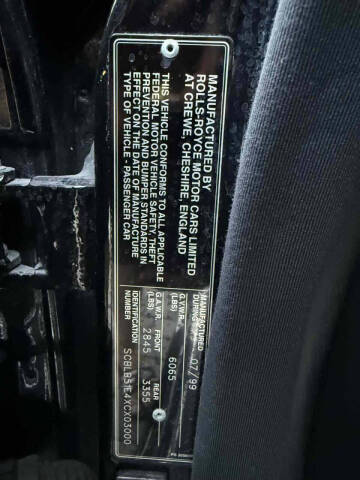 MANUFACTURED BY
ROLLS-ROYCE MOTOR CARS LIMITED
AT CREWE, CHESHIRE, ENGLAND
THIS VEHICLE CONFORMS TO ALL APPLICABLE
FEDERAL MOTOR VEHICLE SAFETY, THEFT
PREVENTION AND BUMPER STANDARDS IN
EFFECT ON THE DATE OF MANUFACTURE
TYPE OF VEHICLE - PASSENGER CAR
MANUFACTURED
DURING 07/99
G.V.W.R. 6065
(LBS)
G.A.W.R. FRONT REAR
(LBS) 2845 3355
IDENTIFICATION SCBLB51E4XCX03000
NUMBER